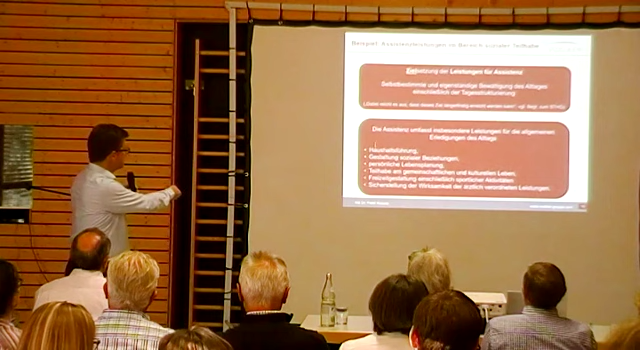 Beispiel: Assistenzleistungen im Bereich sozialer Teilhabe
Zielsetzung der Leistungen für Assistenz
Selbstbestimmte und eigenständige Bewältigung des Alltages
einschließlich der Tagesstrukturierung
Die Assistenz umfasst insbesondere Leistungen für die allgemeinen
Erledigungen des Alltags
• Haushaltsführung,
• Gestaltung sozialer Beziehungen,
• persönliche Lebensplanung,
• Teilhabe am gemeinschaftlichen und kulturellen Leben,
• Freizeitgestaltung einschließlich sportlicher Aktivitäten
• Sicherstellung der Wirksamkeit der ärztlich verordneten Leistungen.